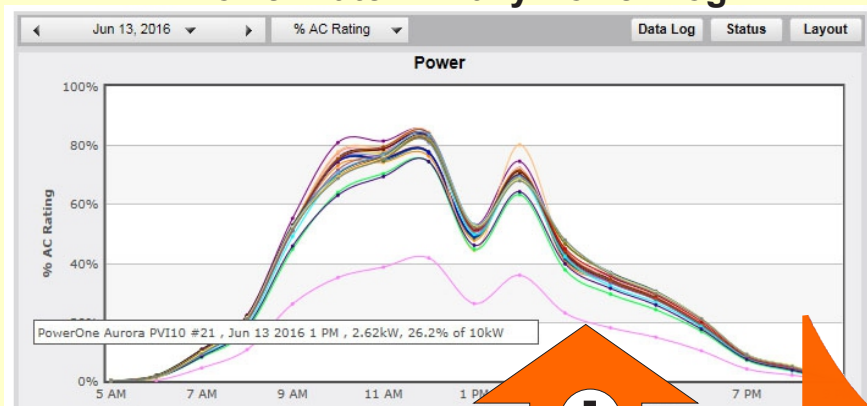 Jun 13, 2016 % AC Rating Data Log Status Layout
Power
100%
80%
60%
% AC Rating
40%
PowerOne Aurora PVI10 #21 , Jun 13 2016 1 PM , 2.62kW, 26.2% of 10kW
0%
5 AM 7 AM 9 AM 11 AM 7 PM